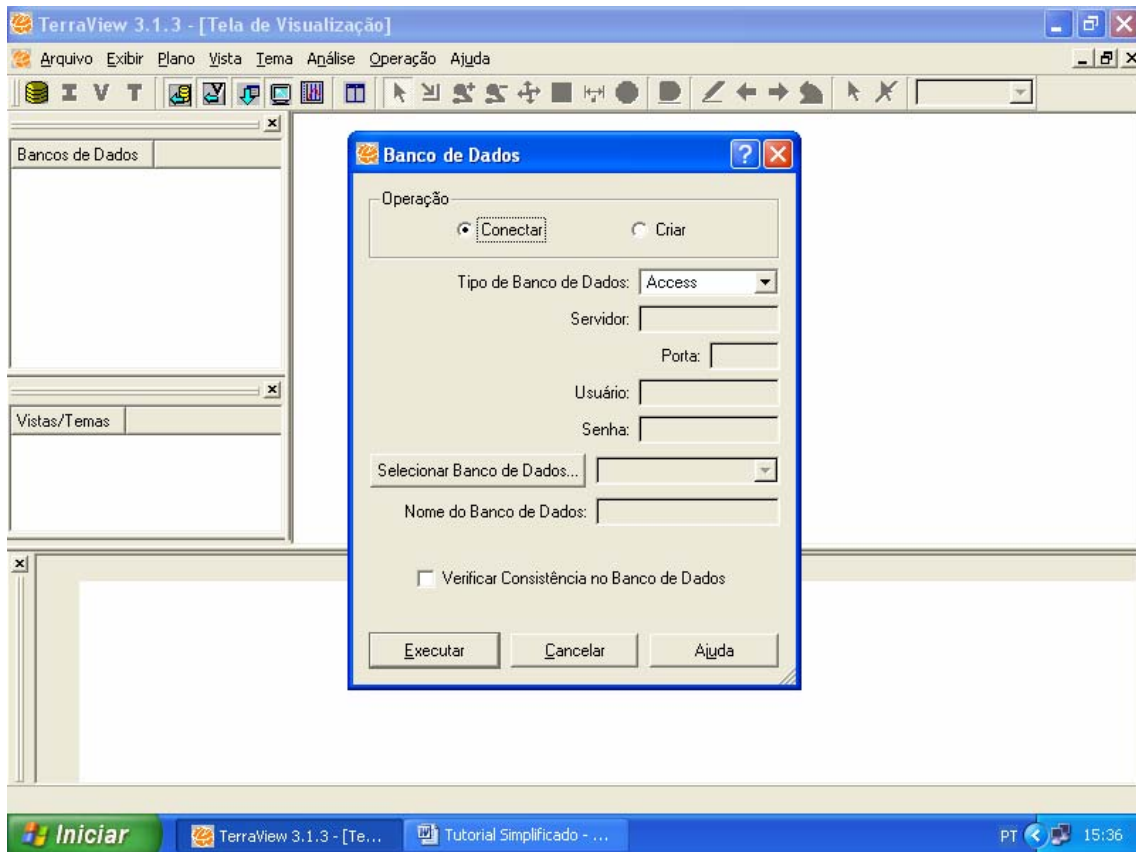 TerraView 3.1.3 - [Tela de Visualização]
Arquivo Exibir Plano Vista Tema Análise Operação Ajuda
I V T
Bancos de Dados
Vistas/Temas
Banco de Dados
Operação
Conectar Criar
Tipo de Banco de Dados: Access
Servidor:
Porta:
Usuário:
Senha:
Selecionar Banco de Dados...
Nome do Banco de Dados:
Verificar Consistência no Banco de Dados
Executar Cancelar Ajuda
Iniciar TerraView 3.1.3 - [Te... Tutorial Simplificado - ... PT 15:36